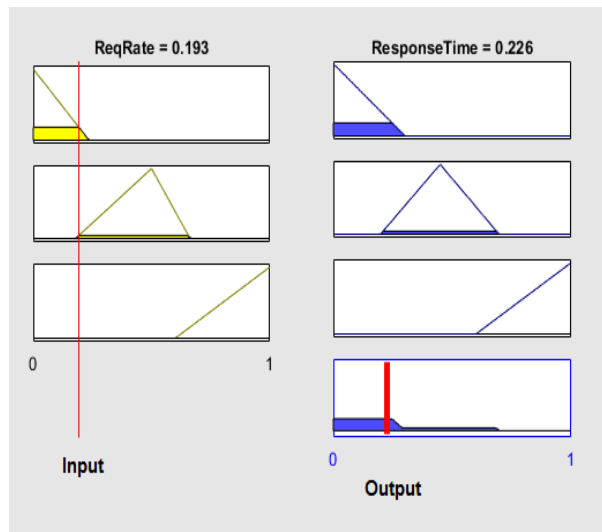 ReqRate = 0.193
ResponseTime = 0.226
0 1
0 1
Input
Output